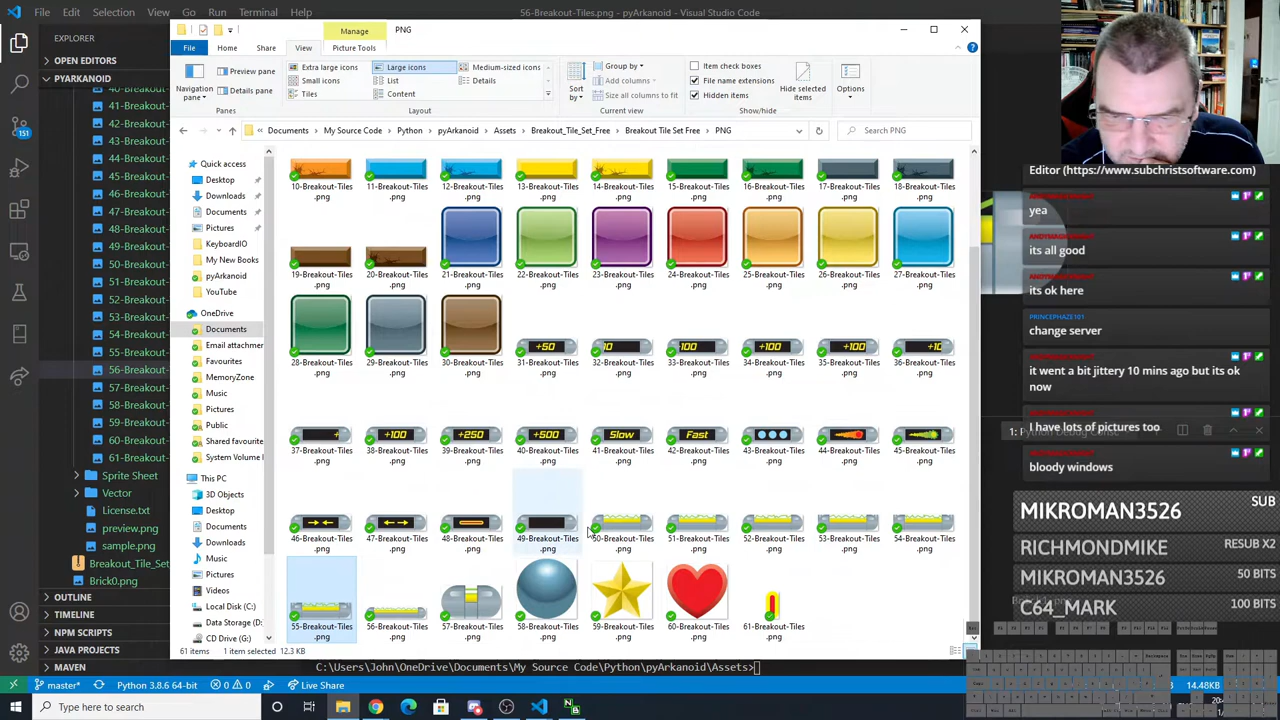 File Edit Selection View Go Run Terminal Help
56-Breakout-Tiles.png - pyArkanoid - Visual Studio Code
EXPLORER
OPEN EDITORS
PYARKANOID
41-Breakout-
42-Breakout-
43-Breakout-
44-Breakout-
45-Breakout-
46-Breakout-
47-Breakout-
48-Breakout-
49-Breakout-
50-Breakout-
51-Breakout-
52-Breakout-
53-Breakout-
54-Breakout-
55-Breakout-
57-Breakout-
58-Breakout-
59-Breakout-
60-Breakout-
61-Breakout-
Sprite Sheet
Vector
License.txt
preview.png
sample.png
Breakout_Tile_Set
Brick0.png
OUTLINE
TIMELINE
NPM SCRIPTS
JAVA PROJECTS
MAVEN
151
Manage
PNG
File Home Share View Picture Tools
Navigation pane
Preview pane
Details pane
Panes
Extra large icons
Large icons
Medium-sized icons
Small icons
List
Details
Tiles
Content
Layout
Sort by
Group by
Add columns
Size all columns to fit
Current view
Item check boxes
File name extensions
Hidden items
Hide selected items
Show/hide
Options
« Documents > My Source Code > Python > pyArkanoid > Assets > Breakout_Tile_Set_Free > Breakout Tile Set Free > PNG
Search PNG
Quick access
Desktop
Downloads
Documents
Pictures
KeyboardIO
My New Books
pyArkanoid
YouTube
OneDrive
Documents
Email attachmen
Favourites
MemoryZone
Music
Pictures
Public
Shared favourite
System Volume I
This PC
3D Objects
Desktop
Documents
Downloads
Music
Pictures
Videos
Local Disk (C:)
Data Storage (D:
CD Drive (G:)
10-Breakout-Tiles.png
11-Breakout-Tiles.png
12-Breakout-Tiles.png
13-Breakout-Tiles.png
14-Breakout-Tiles.png
15-Breakout-Tiles.png
16-Breakout-Tiles.png
17-Breakout-Tiles.png
18-Breakout-Tiles.png
19-Breakout-Tiles.png
20-Breakout-Tiles.png
21-Breakout-Tiles.png
22-Breakout-Tiles.png
23-Breakout-Tiles.png
24-Breakout-Tiles.png
25-Breakout-Tiles.png
26-Breakout-Tiles.png
27-Breakout-Tiles.png
+50
100
+100
+100
28-Breakout-Tiles.png
29-Breakout-Tiles.png
30-Breakout-Tiles.png
31-Breakout-Tiles.png
32-Breakout-Tiles.png
33-Breakout-Tiles.png
34-Breakout-Tiles.png
35-Breakout-Tiles.png
36-Breakout-Tiles.png
+
+100
+250
+500
Slow
Fast
37-Breakout-Tiles.png
38-Breakout-Tiles.png
39-Breakout-Tiles.png
40-Breakout-Tiles.png
41-Breakout-Tiles.png
42-Breakout-Tiles.png
43-Breakout-Tiles.png
44-Breakout-Tiles.png
45-Breakout-Tiles.png
46-Breakout-Tiles.png
47-Breakout-Tiles.png
48-Breakout-Tiles.png
49-Breakout-Tiles.png
50-Breakout-Tiles.png
51-Breakout-Tiles.png
52-Breakout-Tiles.png
53-Breakout-Tiles.png
54-Breakout-Tiles.png
55-Breakout-Tiles.png
56-Breakout-Tiles.png
57-Breakout-Tiles.png
58-Breakout-Tiles.png
59-Breakout-Tiles.png
60-Breakout-Tiles.png
61-Breakout-Tiles.png
61 items 1 item selected 12.3 KB
C:\Users\John\OneDrive\Documents\My Source Code\Python\pyArkanoid\Assets>
master* Python 3.8.6 64-bit 0 0 Live Share
14.48KB
Type here to search
Editor (https://www.subchristsoftware.com)
yea
its all good
its ok here
PRINCEPHAZE101
change server
it went a bit jittery 10 mins ago but its ok now
I have lots of pictures too
bloody windows
MIKROMAN3526 SUB
RICHMONDMIKE RESUB X2
MIKROMAN3526 50 BITS
C64_MARK 100 BITS